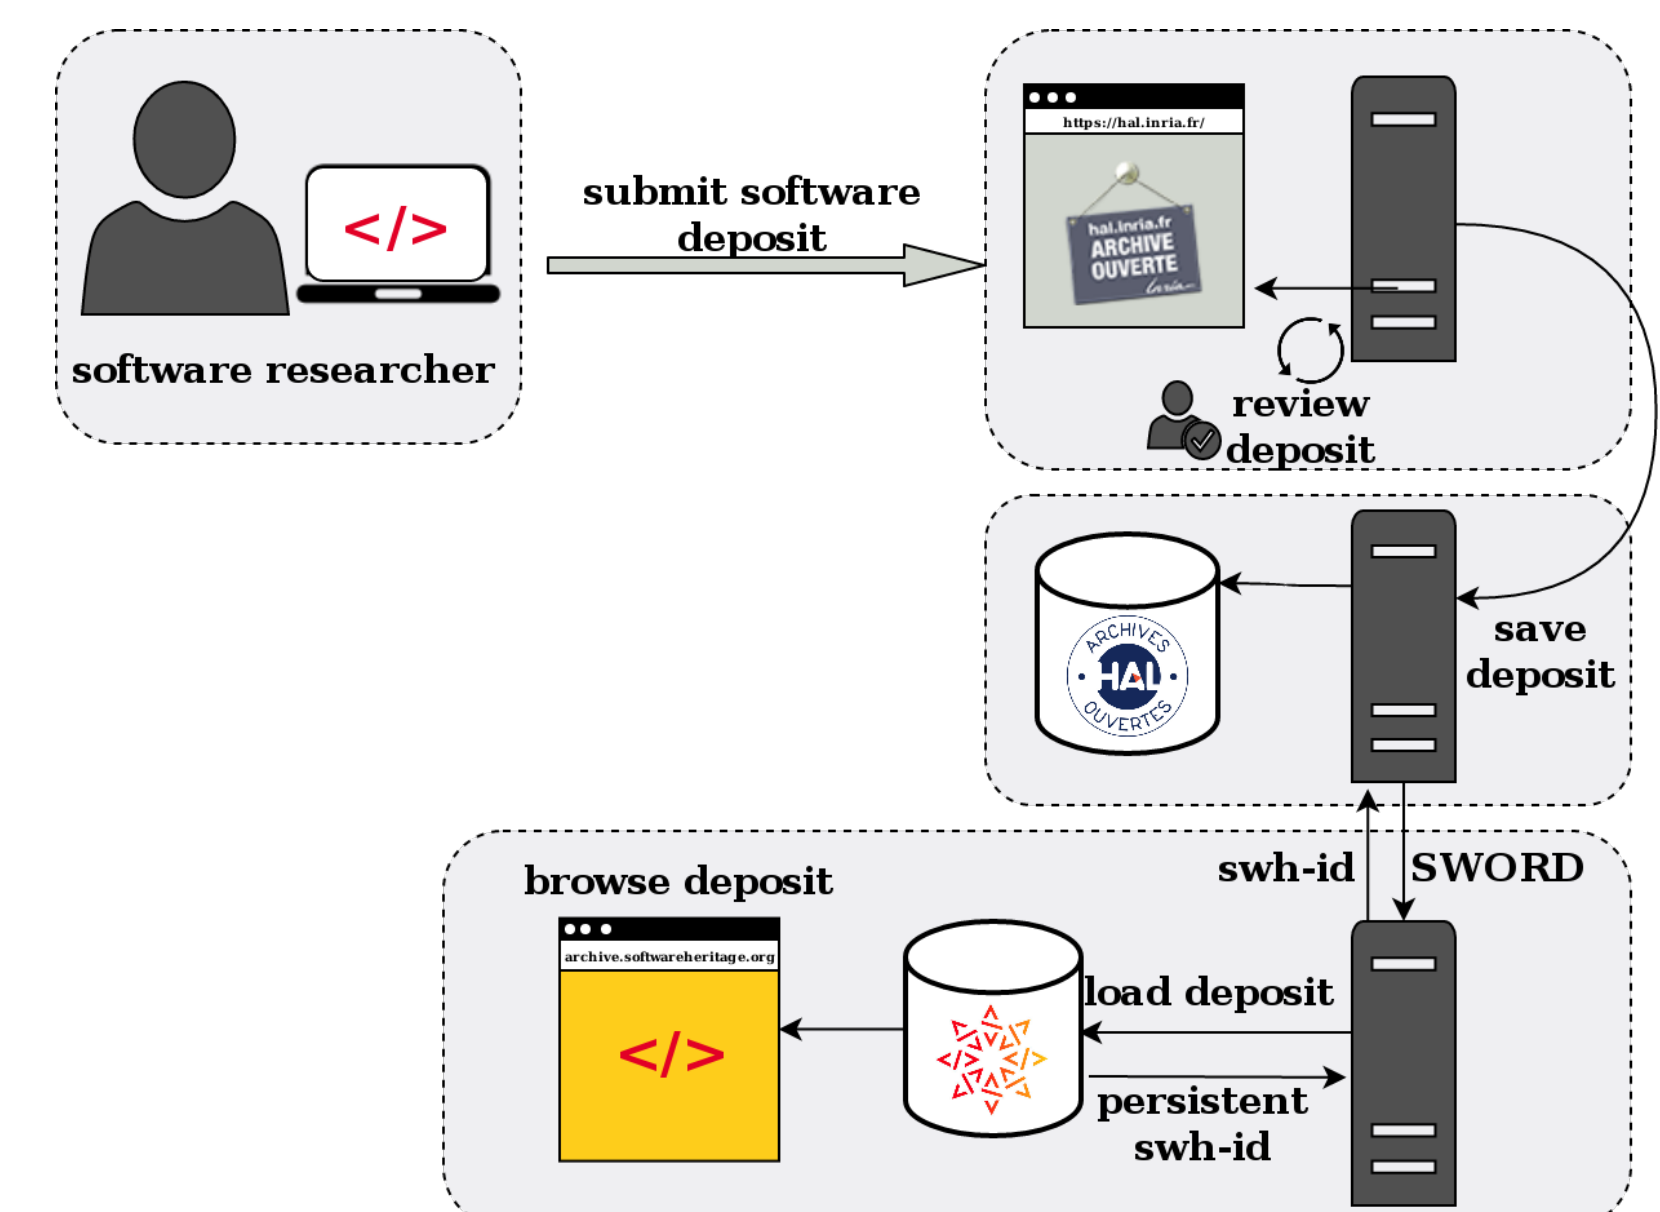 </>
software researcher
submit software
deposit
https://hal.inria.fr/
hal.Inria.fr
ARCHIVE
OUVERTE
Inria
review
deposit
ARCHIVES
HAL
OUVERTES
save
deposit
swh-id
SWORD
browse deposit
archive.softwareheritage.org
</>
load deposit
</>
</>
persistent
swh-id